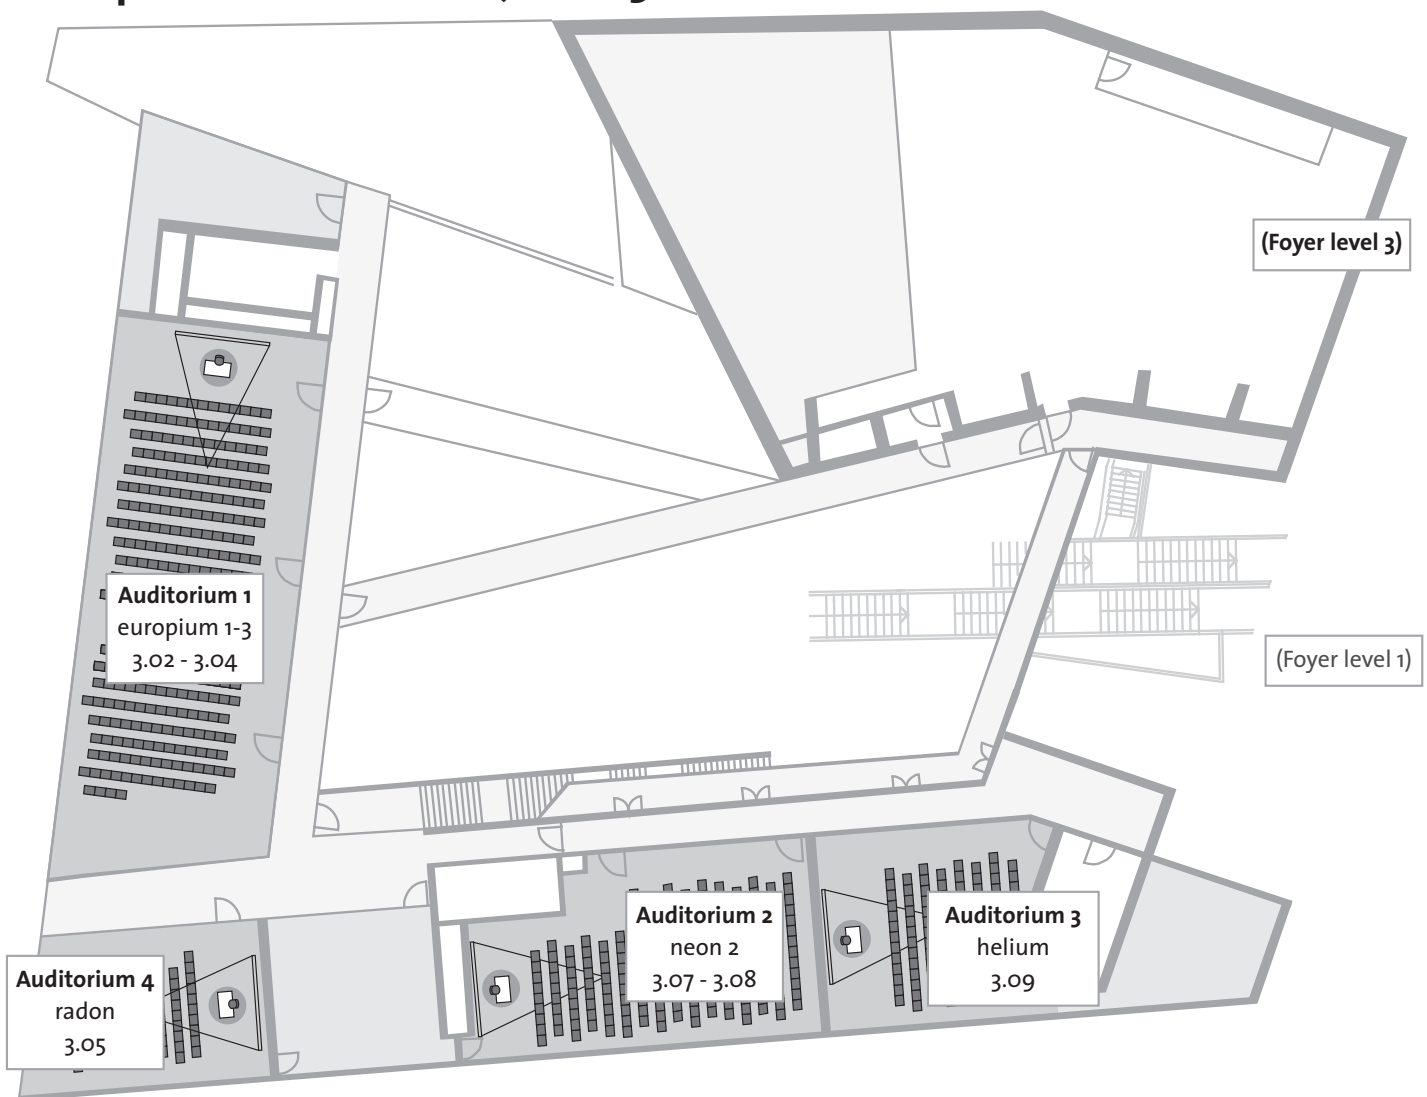 (Foyer level 3)
Auditorium 1
europium 1-3
3.02 - 3.04
(Foyer level 1)
Auditorium 2
neon 2
3.07 - 3.08
Auditorium 3
helium
3.09
Auditorium 4
radon
3.05